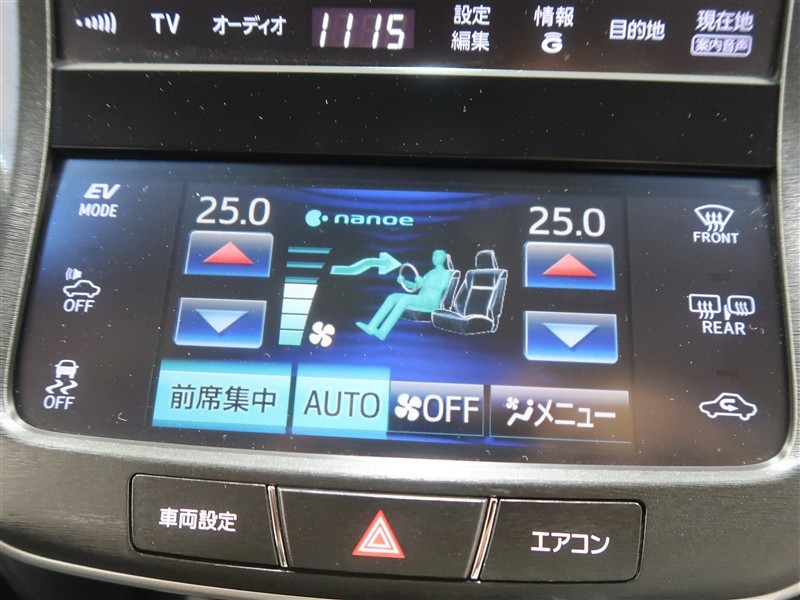 TV
オーディオ
1115
設定
編集
情報
G
目的地
現在地
案内音声
EV
MODE
25.0
nanoe
25.0
FRONT
OFF
REAR
OFF
前席集中
AUTO
OFF
メニュー
車両設定
エアコン